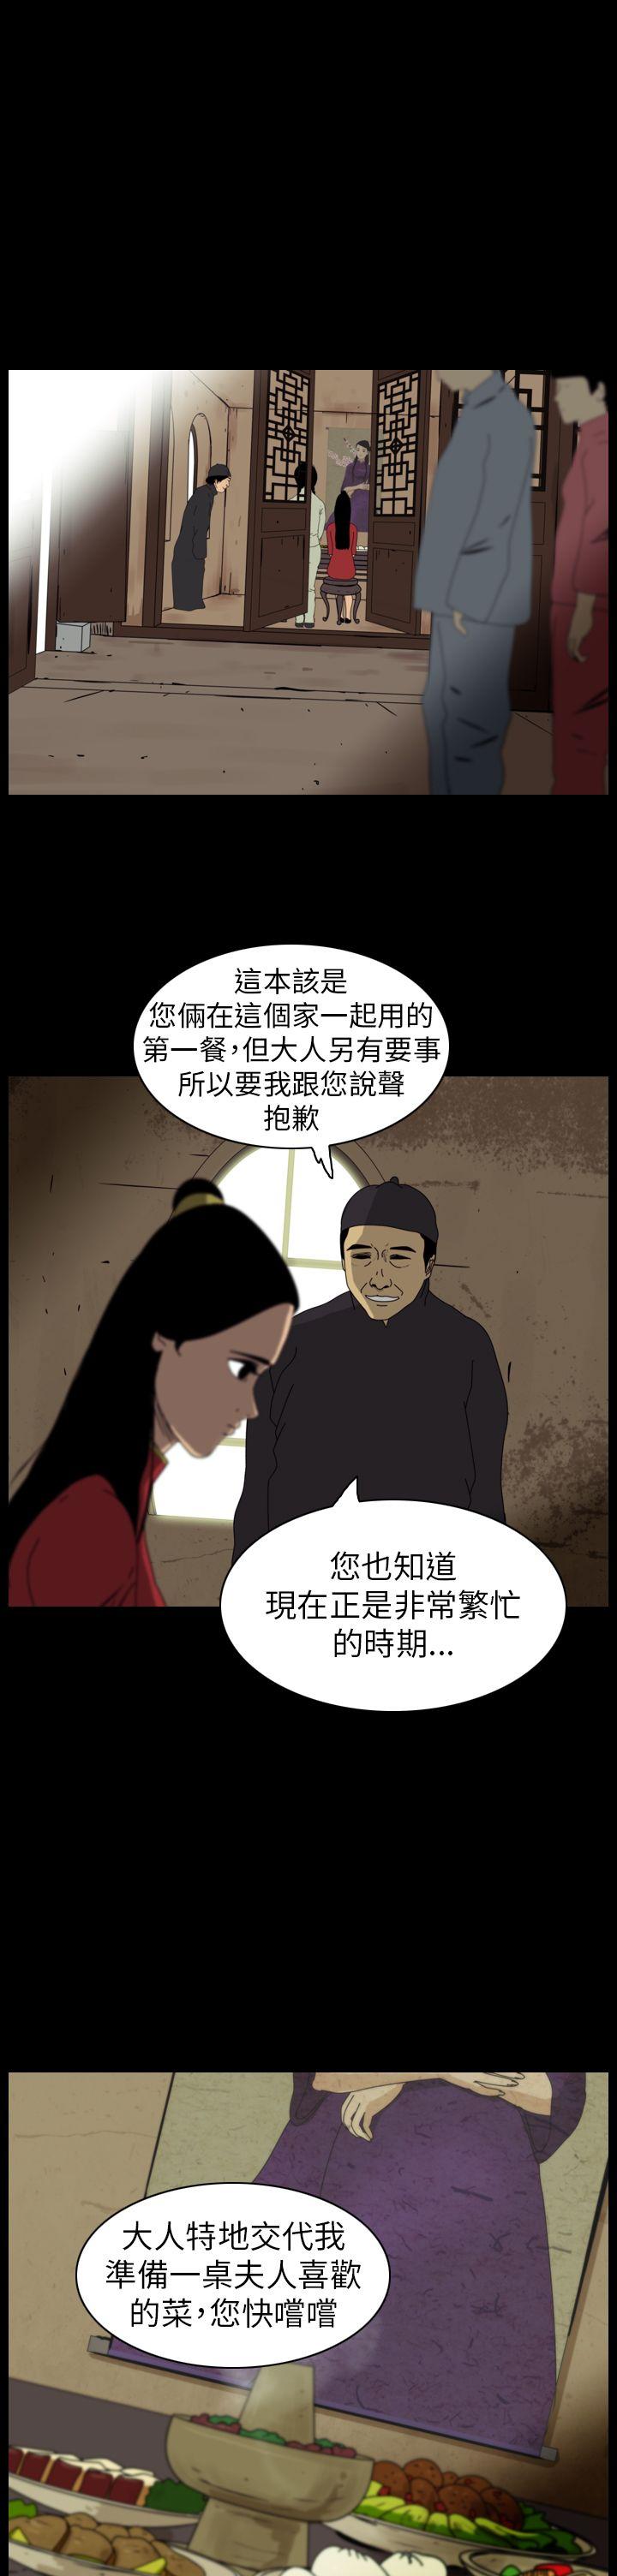 這本該是
您倆在這個家一起用的
第一餐，但大人另有要事
所以要我跟您說聲
抱歉
您也知道
現在正是非常繁忙
的時期…
大人特地交代我
準備一桌夫人喜歡
的菜，您快嚐嚐